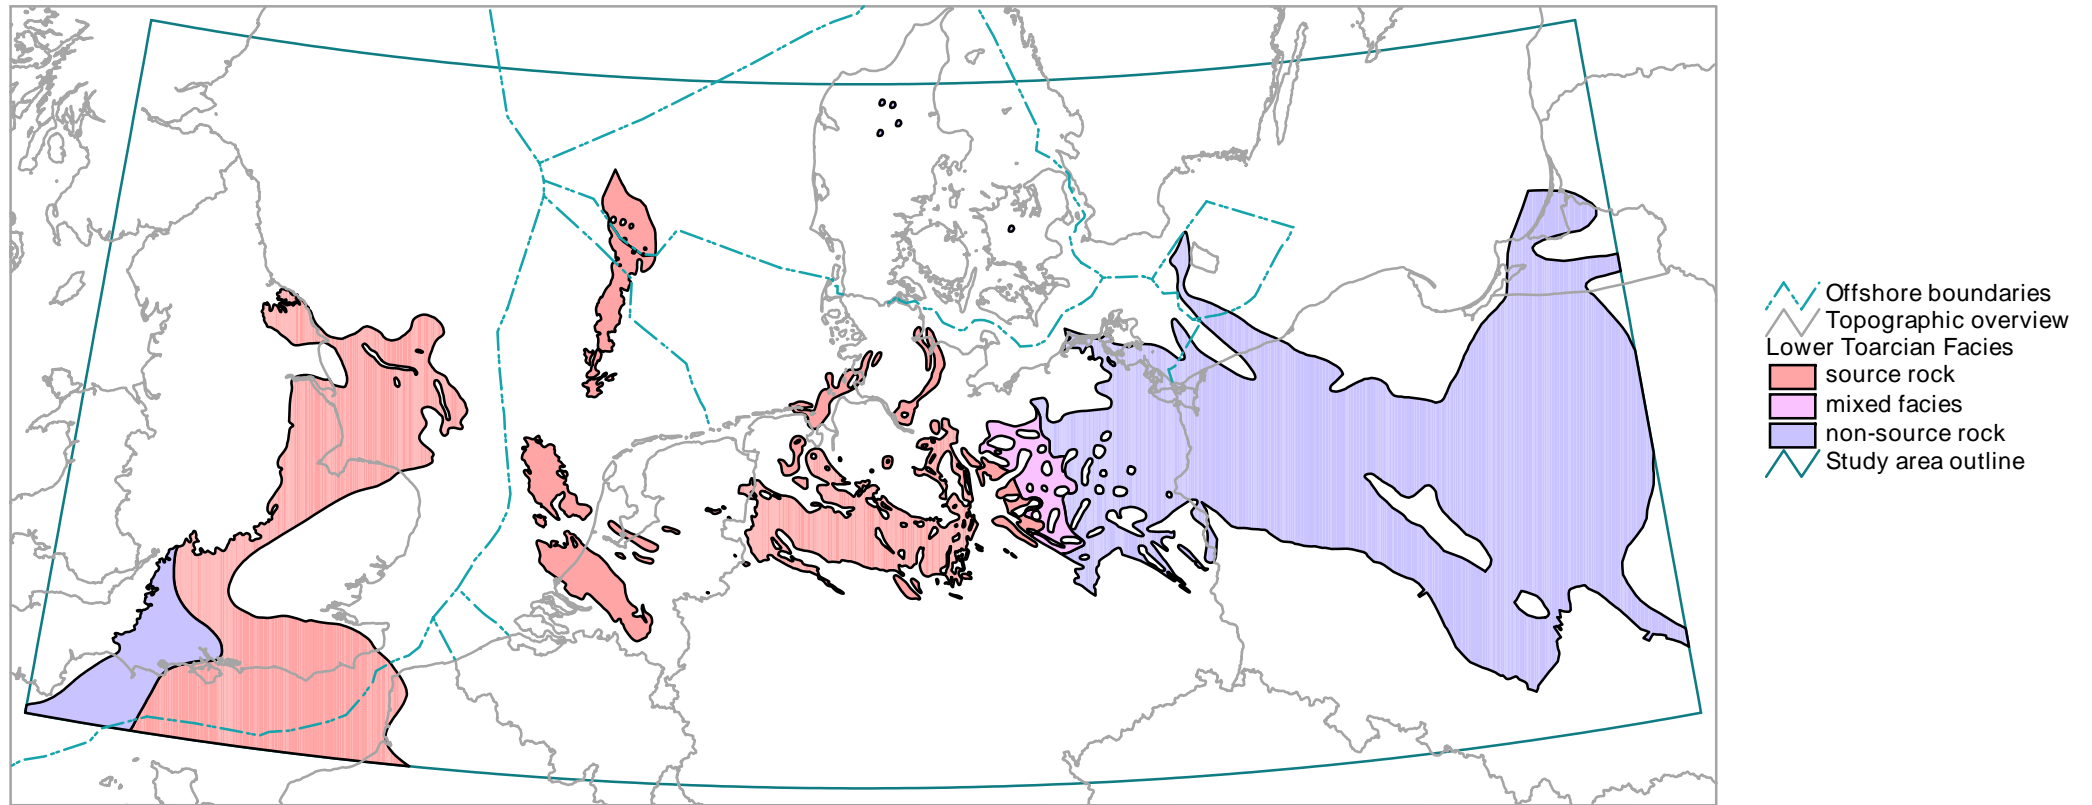 Offshore boundaries
Topographic overview
Lower Toarcian Facies
source rock
mixed facies
non-source rock
Study area outline